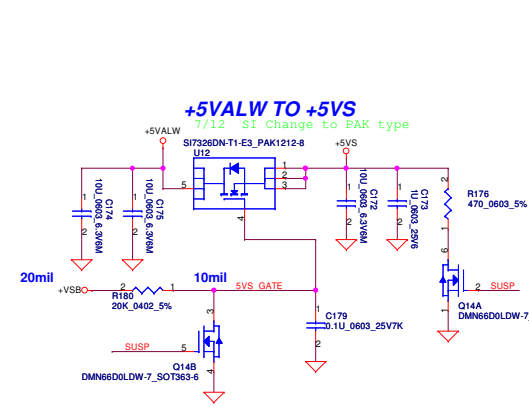 +5VALW TO +5VS
7/12 SI Change to PAK type
+5VALW
SI7326DN-T1-E3_PAK1212-8
U12
+5VS
5
1
2
3
4
1
2
C174
10U_0603_6.3V6M
1
2
C175
10U_0603_6.3V6M
1
2
C172
10U_0603_6.3V6M
1
2
C173
1U_0603_25V6
2
1
R176
470_0603_5%
6
2
SUSP
1
Q14A
DMN66D0LDW-7
20mil
10mil
+VSB
2
1
R180
20K_0402_5%
5VS_GATE
3
SUSP
5
4
Q14B
DMN66D0LDW-7_SOT363-6
1
2
C179
0.1U_0603_25V7K